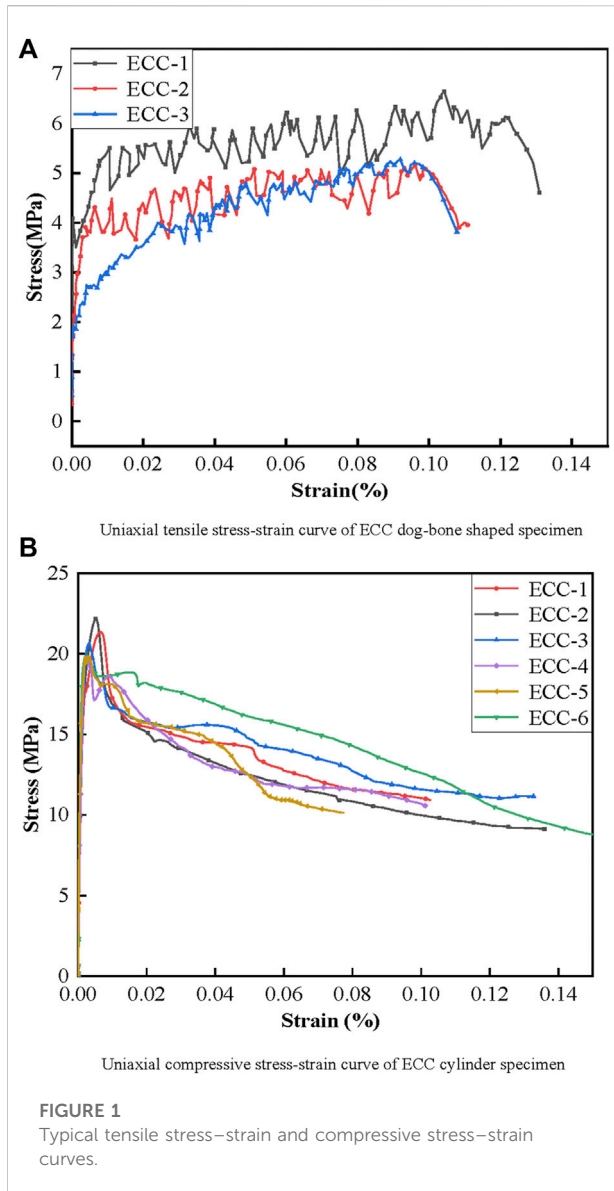 A
ECC-1
ECC-2
ECC-3
7
6
5
4
3
2
1
0
Stress(MPa)
0.00 0.02 0.04 0.06 0.08 0.10 0.12 0.14
Strain(%)
Uniaxial tensile stress-strain curve of ECC dog-bone shaped specimen
B
ECC-1
ECC-2
ECC-3
ECC-4
ECC-5
ECC-6
25
20
15
10
5
0
Stress (MPa)
0.00 0.02 0.04 0.06 0.08 0.10 0.12 0.14
Strain (%)
Uniaxial compressive stress-strain curve of ECC cylinder specimen
FIGURE 1
Typical tensile stress–strain and compressive stress–strain
curves.